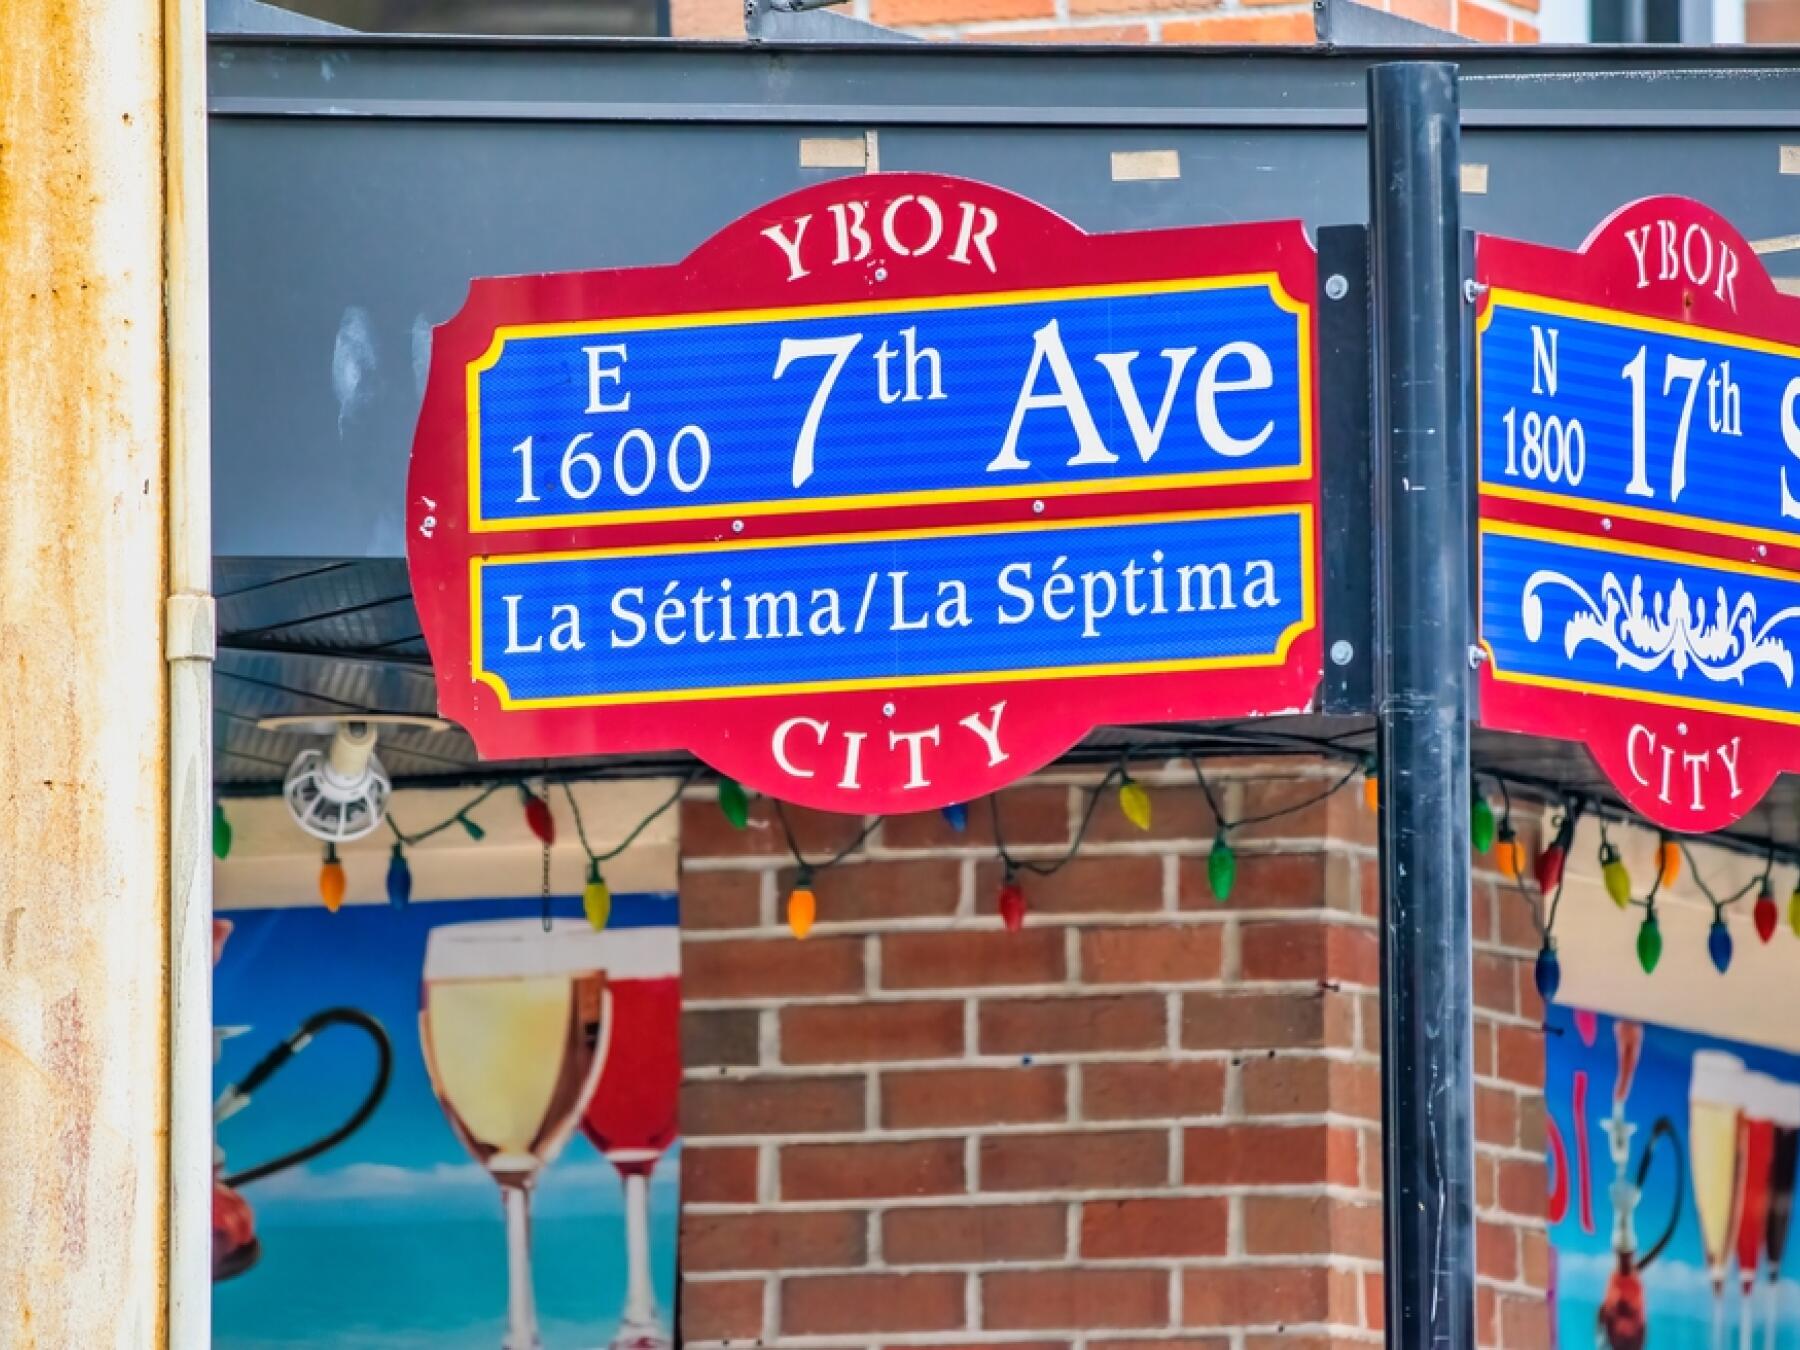 YBOR
E
1600
7th Ave
La Sétima/La Séptima
CITY
YBOR
N
1800
17th
CITY